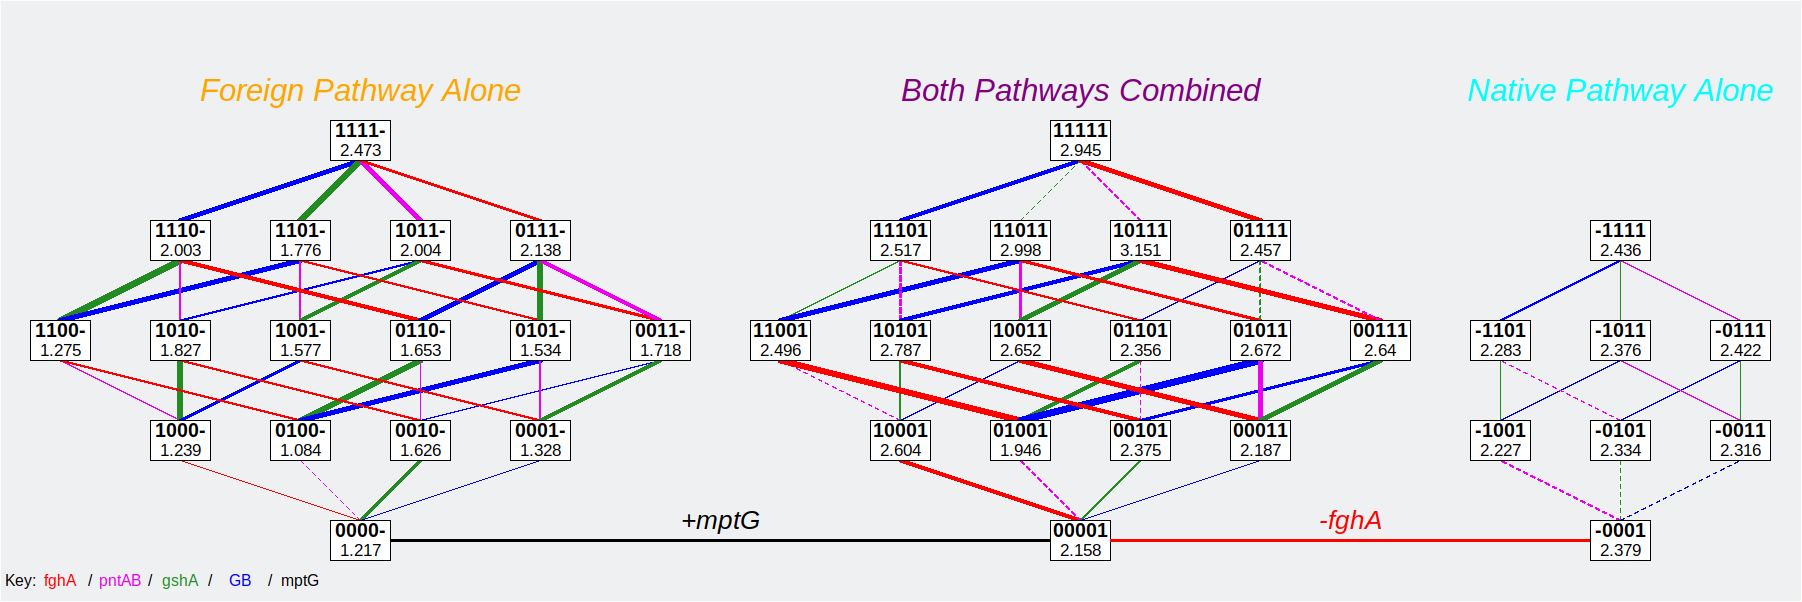 Foreign Pathway Alone Both Pathways Combined Native Pathway Alone
1111- 11111
2.473 2.945
1110- 1101- 1011- 0111- 11101 11011 10111 01111 -1111
2.003 1.776 2.004 2.138 2.517 2.998 3.151 2.457 2.436
1100- 1010- 1001- 0110- 0101- 0011- 11001 10101 10011 01101 01011 00111 -1101 -1011 -0111
1.275 1.827 1.577 1.653 1.534 1.718 2.496 2.787 2.652 2.356 2.672 2.64 2.283 2.376 2.422
1000- 0100- 0010- 0001- 10001 01001 00101 00011 -1001 -0101 -0011
1.239 1.084 1.626 1.328 2.604 1.946 2.375 2.187 2.227 2.334 2.316
+mptG -fghA
0000- 00001 -0001
1.217 2.158 2.379
Key: fghA / pntAB / gshA / GB / mptG